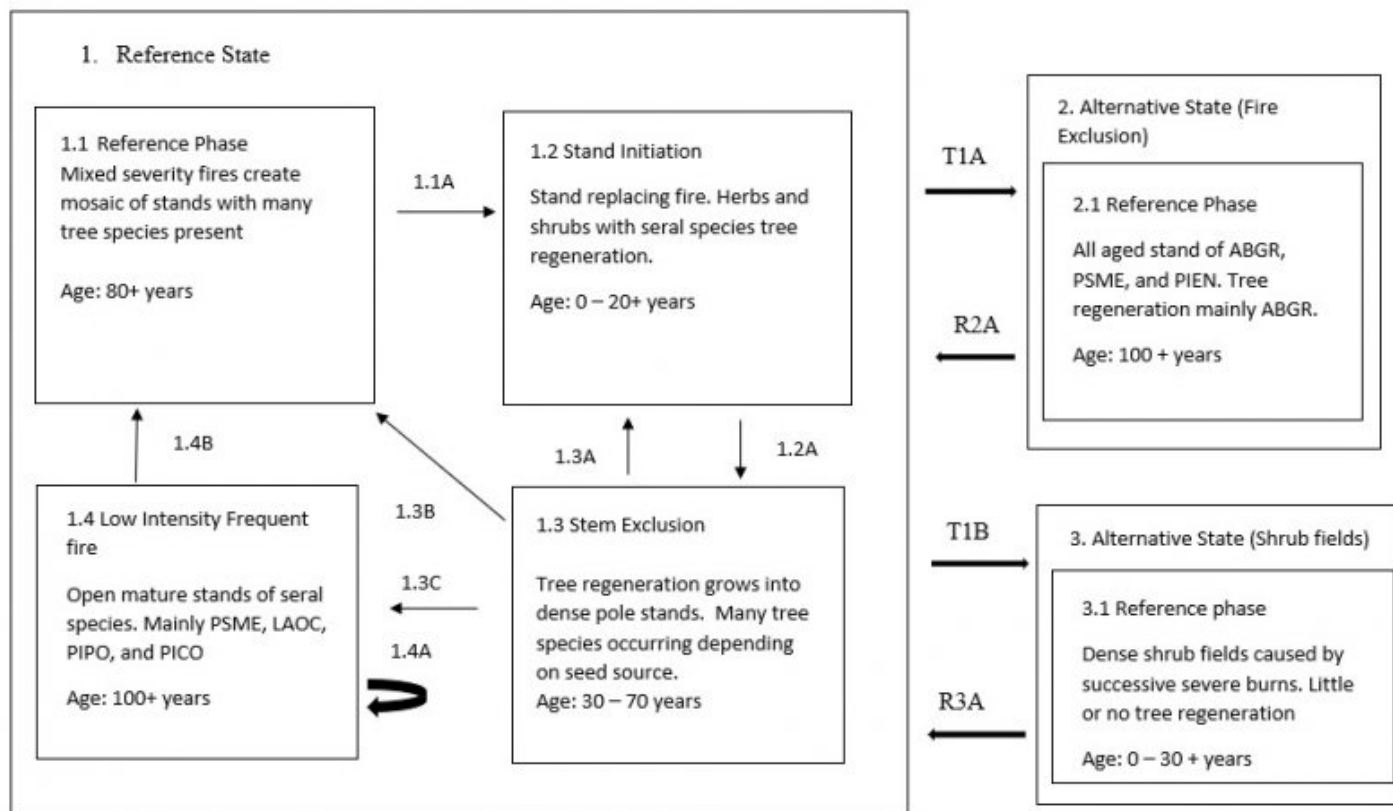 1. Reference State
1.1 Reference Phase
Mixed severity fires create
mosaic of stands with many
tree species present
Age: 80+ years
1.1A
1.2 Stand Initiation
Stand replacing fire. Herbs and
shrubs with seral species tree
regeneration.
Age: 0 – 20+ years
1.4B
1.3A
1.2A
1.4 Low Intensity Frequent
fire
Open mature stands of seral
species. Mainly PSME, LAOC,
PIPO, and PICO
Age: 100+ years
1.3B
1.3C
1.4A
1.3 Stem Exclusion
Tree regeneration grows into
dense pole stands. Many tree
species occurring depending
on seed source.
Age: 30 – 70 years
T1A
R2A
2. Alternative State (Fire
Exclusion)
2.1 Reference Phase
All aged stand of ABGR,
PSME, and PIEN. Tree
regeneration mainly ABGR.
Age: 100 + years
T1B
R3A
3. Alternative State (Shrub fields)
3.1 Reference phase
Dense shrub fields caused by
successive severe burns. Little
or no tree regeneration
Age: 0 – 30 + years